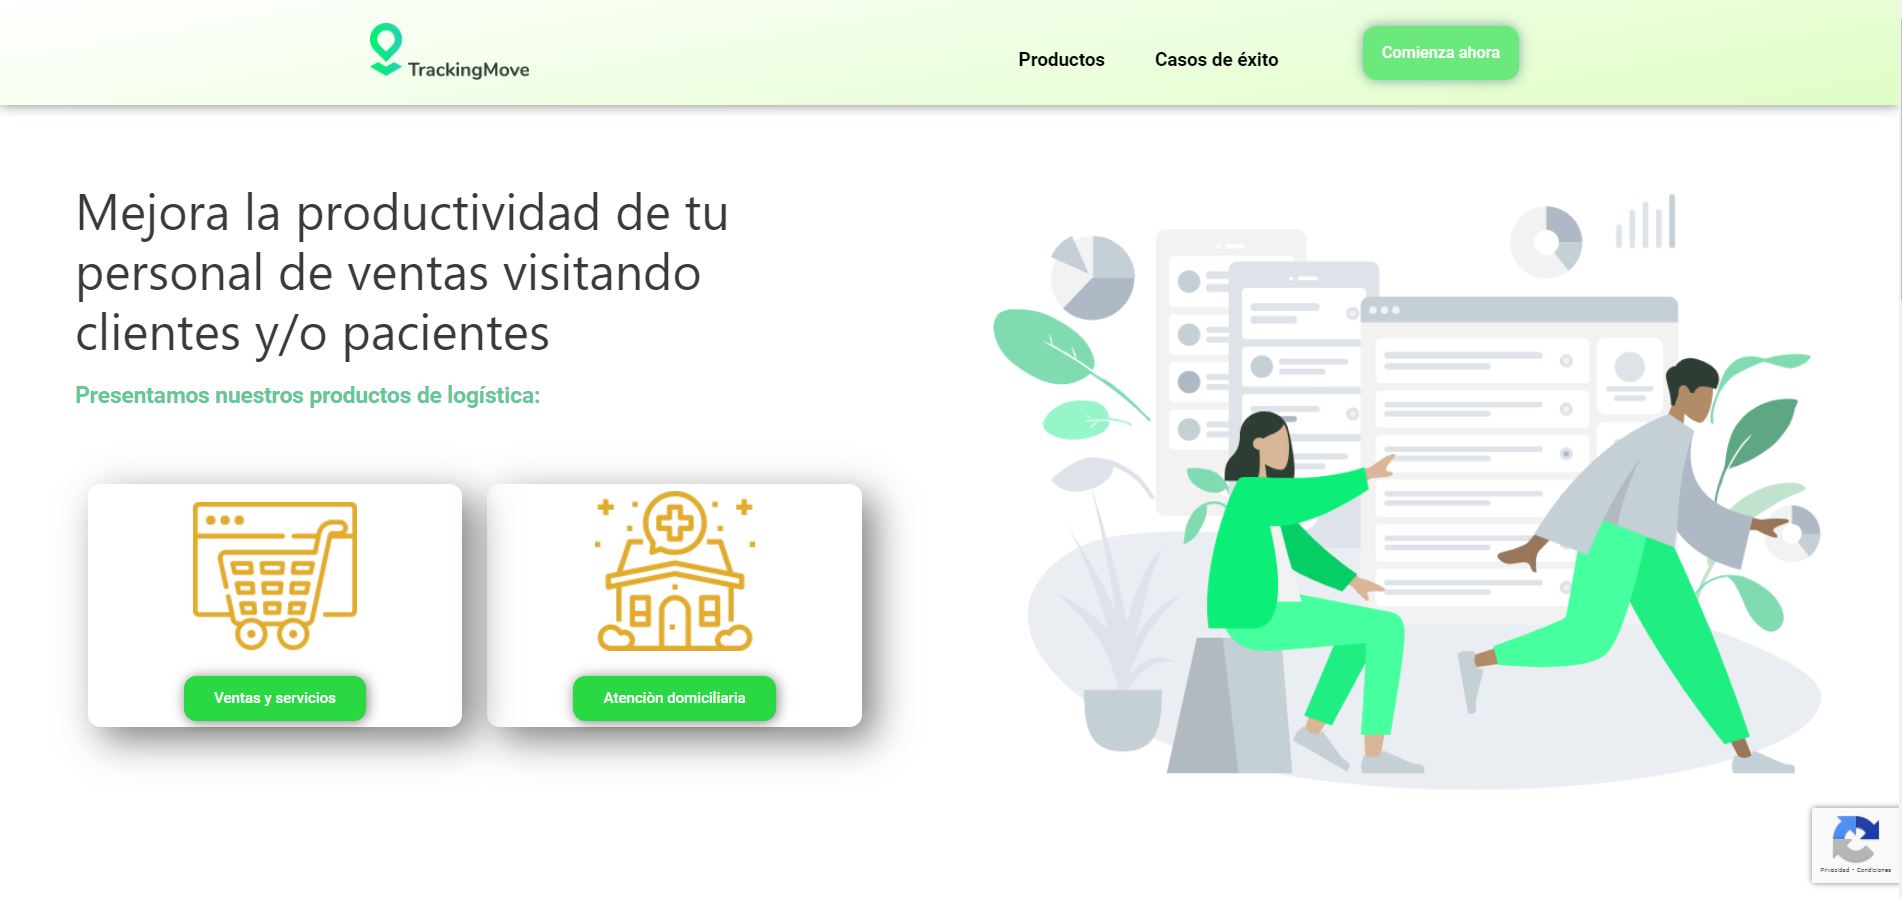 TrackingMove
Productos
Casos de éxito
Comienza ahora
Mejora la productividad de tu
personal de ventas visitando
clientes y/o pacientes
Presentamos nuestros productos de logística:
Ventas y servicios
Atenciòn domiciliaria
Privacidad - Condiciones